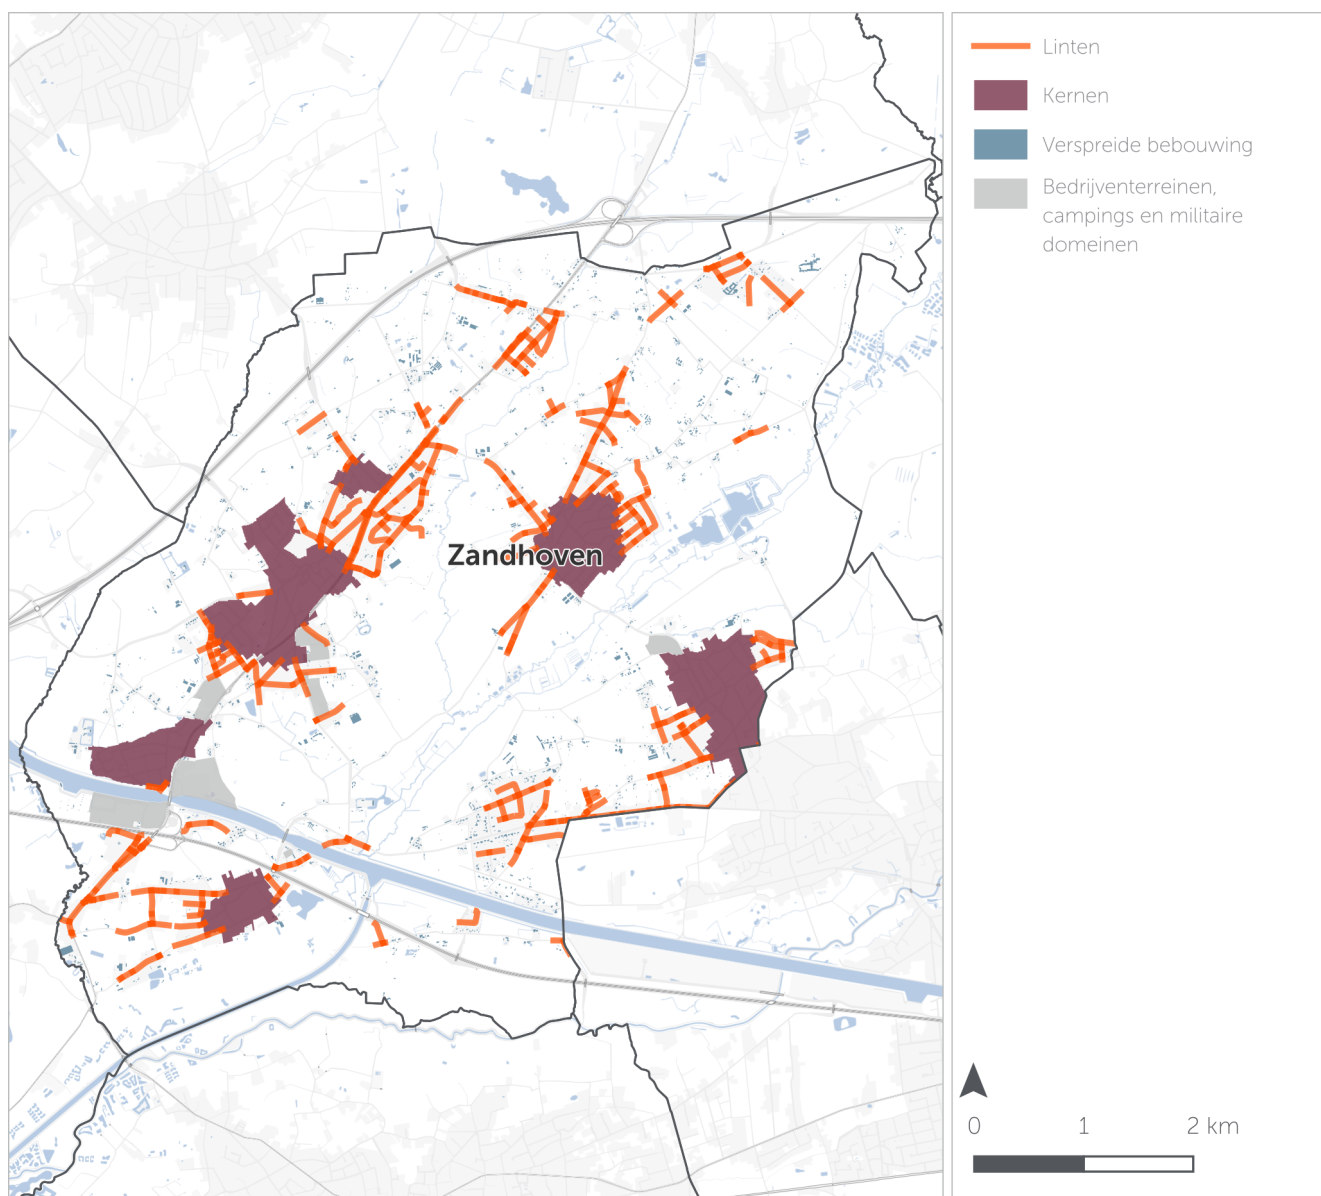 Zandhoven
Linten
Kernen
Verspreide bebouwing
Bedrijventerreinen,
campings en militaire
domeinen
0 1 2 km